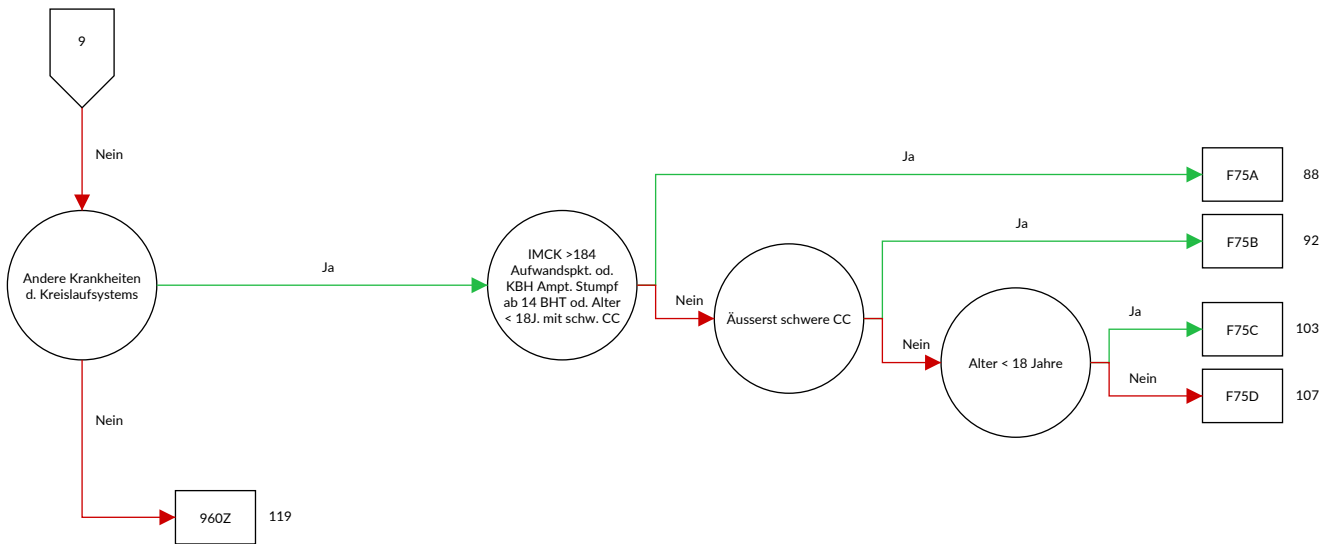 9
Nein
Andere Krankheiten
d. Kreislaufsystems
Ja
IMCK >184
Aufwandspkt. od.
KBH Ampt. Stumpf
ab 14 BHT od. Alter
< 18J. mit schw. CC
Ja
F75A
88
Nein
Äusserst schwere CC
Ja
F75B
92
Nein
Alter < 18 Jahre
Ja
F75C
103
Nein
F75D
107
Nein
960Z
119